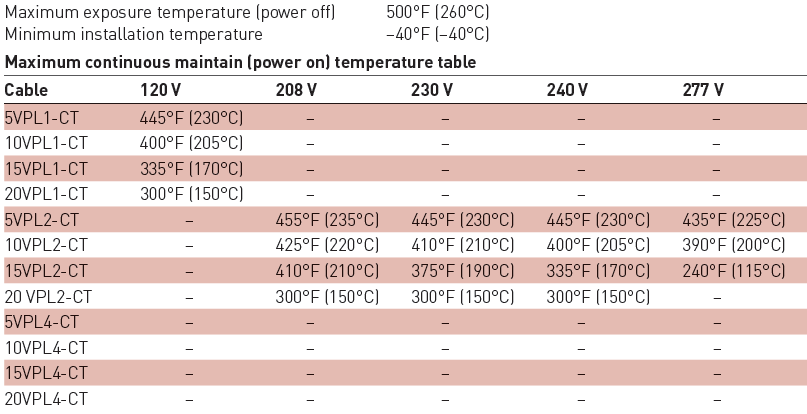 Maximum exposure temperature (power off) 500°F (260°C)
Minimum installation temperature –40°F (–40°C)
Maximum continuous maintain (power on) temperature table
Cable 120 V 208 V 230 V 240 V 277 V
5VPL1-CT 445°F (230°C) – – – –
10VPL1-CT 400°F (205°C) – – – –
15VPL1-CT 335°F (170°C) – – – –
20VPL1-CT 300°F (150°C) – – – –
5VPL2-CT – 455°F (235°C) 445°F (230°C) 445°F (230°C) 435°F (225°C)
10VPL2-CT – 425°F (220°C) 410°F (210°C) 400°F (205°C) 390°F (200°C)
15VPL2-CT – 410°F (210°C) 375°F (190°C) 335°F (170°C) 240°F (115°C)
20 VPL2-CT – 300°F (150°C) 300°F (150°C) 300°F (150°C) –
5VPL4-CT – – – – –
10VPL4-CT – – – – –
15VPL4-CT – – – – –
20VPL4-CT – – – – –